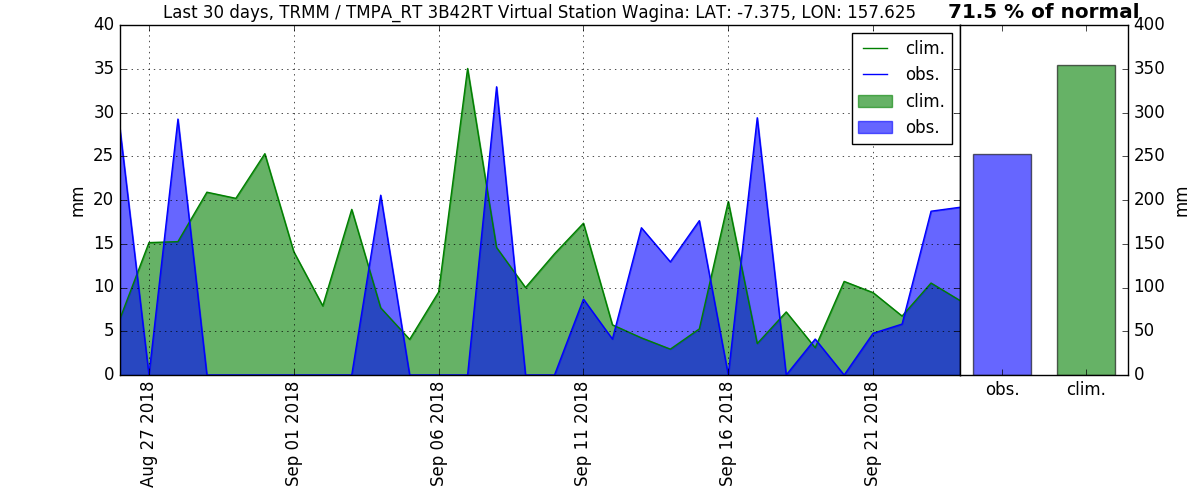 Last 30 days, TRMM / TMPA_RT 3B42RT Virtual Station Wagina: LAT: -7.375, LON: 157.625
71.5 % of normal
40
35
30
25
20
15
10
5
0
mm
clim.
obs.
clim.
obs.
400
350
300
250
200
150
100
50
0
mm
Aug 27 2018
Sep 01 2018
Sep 06 2018
Sep 11 2018
Sep 16 2018
Sep 21 2018
obs.
clim.